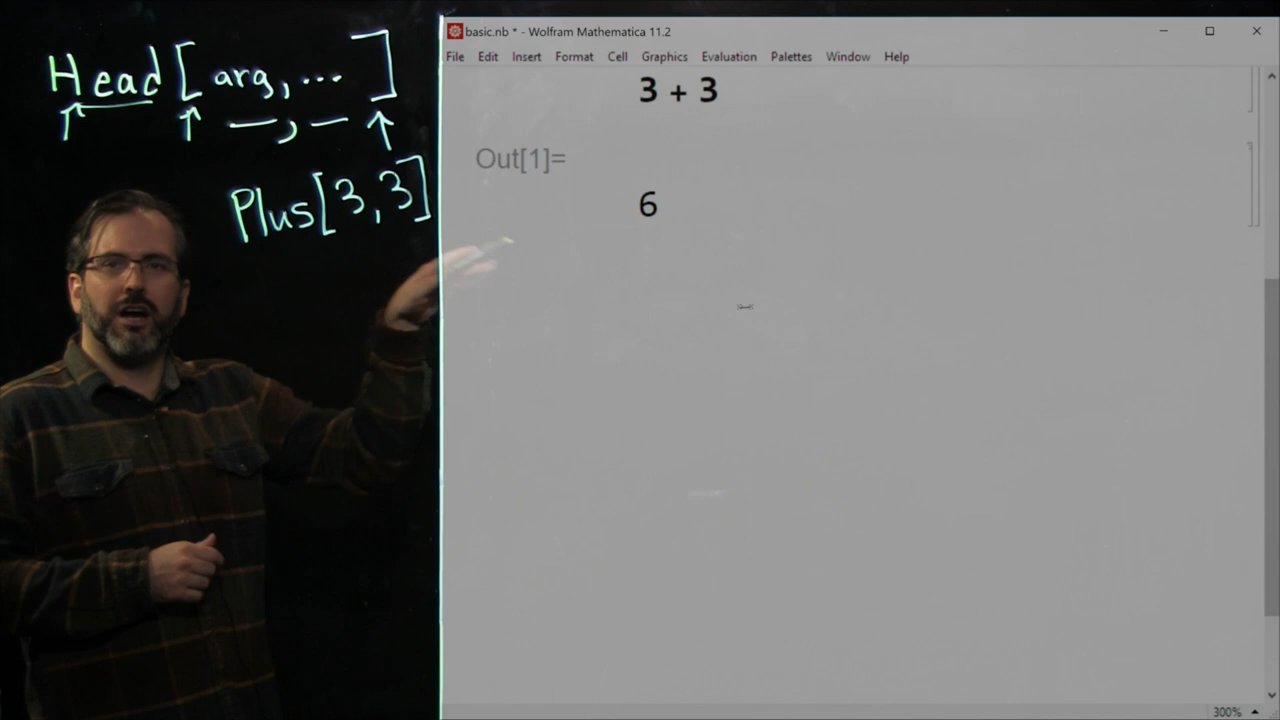 Head[arg,...]
—, —
Plus[3,3]
basic.nb * - Wolfram Mathematica 11.2
File Edit Insert Format Cell Graphics Evaluation Palettes Window Help
3 + 3
Out[1]=
6
300%